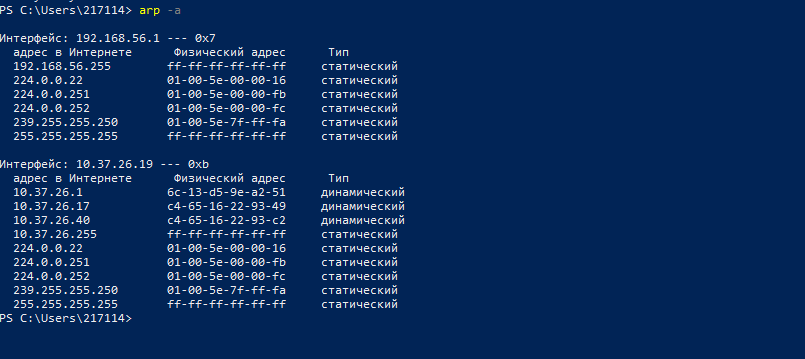 PS C:\Users\217114> arp -a
Интерфейс: 192.168.56.1 --- 0x7
адрес в Интернете Физический адрес Тип
192.168.56.255 ff-ff-ff-ff-ff-ff статический
224.0.0.22 01-00-5e-00-00-16 статический
224.0.0.251 01-00-5e-00-00-fb статический
224.0.0.252 01-00-5e-00-00-fc статический
239.255.255.250 01-00-5e-7f-ff-fa статический
255.255.255.255 ff-ff-ff-ff-ff-ff статический
Интерфейс: 10.37.26.19 --- 0xb
адрес в Интернете Физический адрес Тип
10.37.26.1 6c-13-d5-9e-a2-51 динамический
10.37.26.17 c4-65-16-22-93-49 динамический
10.37.26.40 c4-65-16-22-93-c2 динамический
10.37.26.255 ff-ff-ff-ff-ff-ff статический
224.0.0.22 01-00-5e-00-00-16 статический
224.0.0.251 01-00-5e-00-00-fb статический
224.0.0.252 01-00-5e-00-00-fc статический
239.255.255.250 01-00-5e-7f-ff-fa статический
255.255.255.255 ff-ff-ff-ff-ff-ff статический
PS C:\Users\217114>